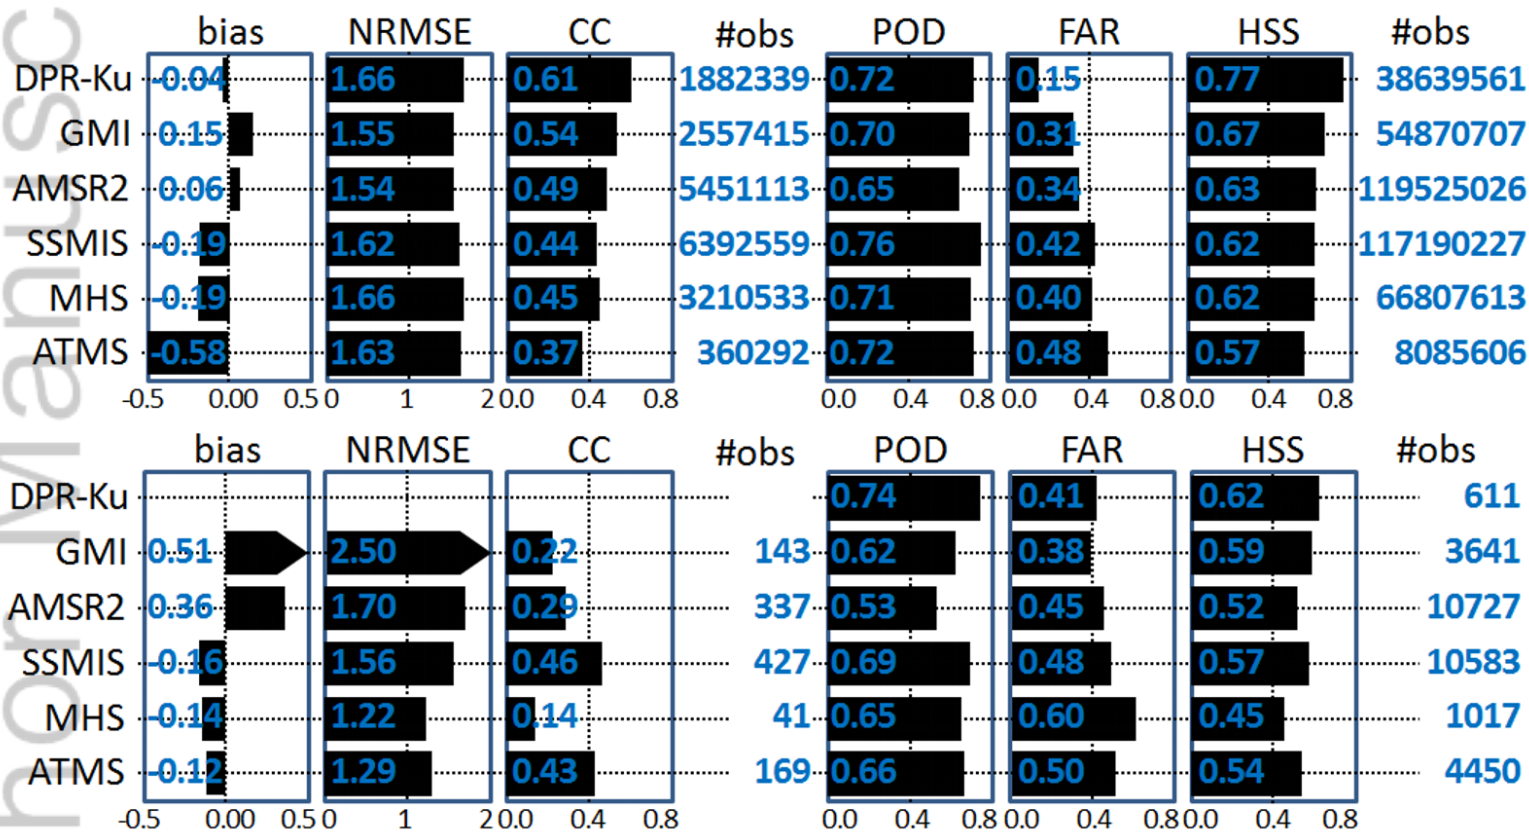 bias NRMSE CC #obs POD FAR HSS #obs
DPR-Ku -0.04 1.66 0.61 1882339 0.72 0.15 0.77 38639561
GMI 0.15 1.55 0.54 2557415 0.70 0.31 0.67 54870707
AMSR2 0.06 1.54 0.49 5451113 0.65 0.34 0.63 119525026
SSMIS -0.19 1.62 0.44 6392559 0.76 0.42 0.62 117190227
MHS -0.19 1.66 0.45 3210533 0.71 0.40 0.62 66807613
ATMS -0.58 1.63 0.37 360292 0.72 0.48 0.57 8085606
-0.5 0.00 0.5 0 1 2 0.0 0.4 0.8 0.0 0.4 0.8 0.0 0.4 0.8 0.0 0.4 0.8
bias NRMSE CC #obs POD FAR HSS #obs
DPR-Ku 0.74 0.41 0.62 611
GMI 0.51 2.50 0.22 143 0.62 0.38 0.59 3641
AMSR2 0.36 1.70 0.29 337 0.53 0.45 0.52 10727
SSMIS -0.16 1.56 0.46 427 0.69 0.48 0.57 10583
MHS -0.14 1.22 0.14 41 0.65 0.60 0.45 1017
ATMS -0.12 1.29 0.43 169 0.66 0.50 0.54 4450
-0.5 0.00 0.5 0 1 2 0.0 0.4 0.8 0.0 0.4 0.8 0.0 0.4 0.8 0.0 0.4 0.8
hor Manusc